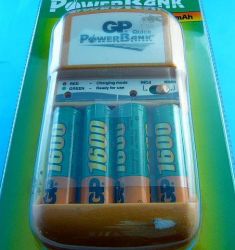 POWERBANK
mAh
GP Quick
POWERBANK
RED - Charging mode
GREEN - Ready for use
GP 1600
GP 1600
GP 1600
GP 1600